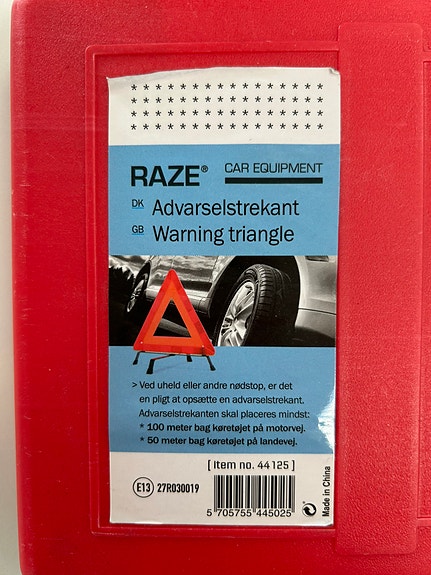 * * * * * * * * * * * * * * * *
* * * * * * * * * * * * * * * *
* * * * * * * * * * * * * * * *
* * * * * * * * * * * * * * * *
RAZE® CAR EQUIPMENT
DK Advarselstrekant
GB Warning triangle
> Ved uheld eller andre nødstop, er det
en pligt at opsætte en advarselstrekant.
Advarselstrekanten skal placeres mindst:
* 100 meter bag køretøjet på motorvej.
* 50 meter bag køretøjet på landevej.
[ Item no. 44125 ]
E13 27R030019
5 705755 445025 >
Made in China